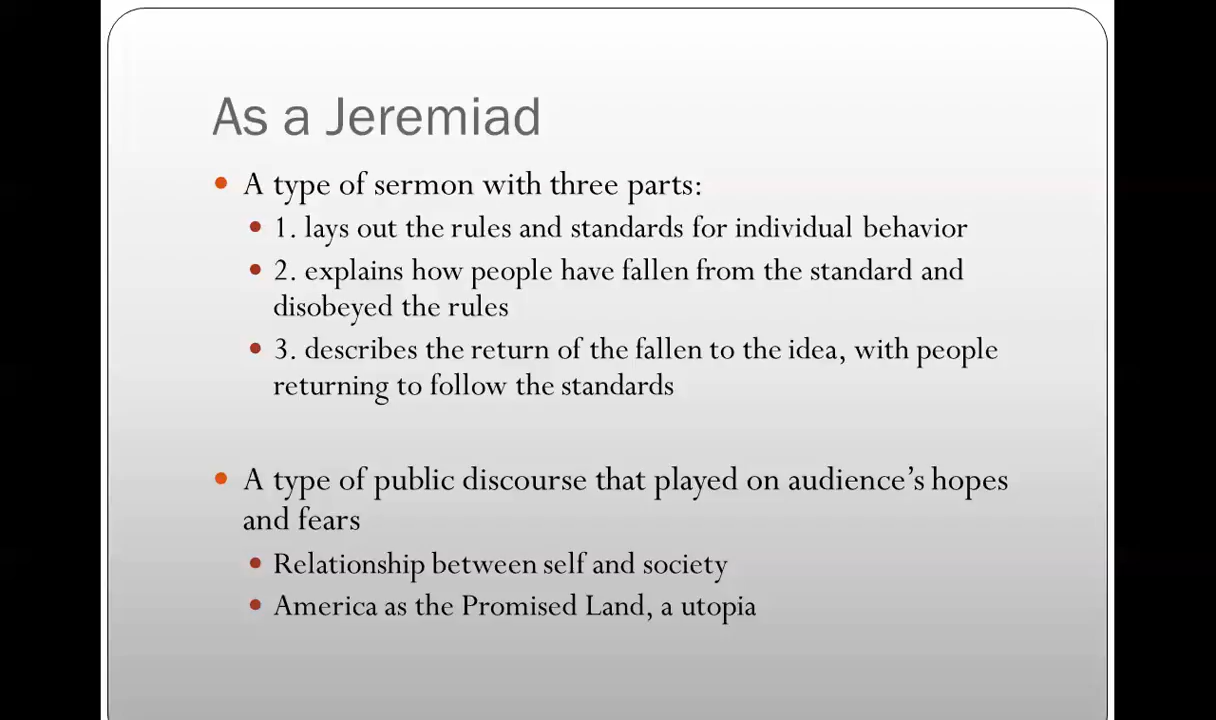 As a Jeremiad
A type of sermon with three parts:
1. lays out the rules and standards for individual behavior
2. explains how people have fallen from the standard and
disobeyed the rules
3. describes the return of the fallen to the idea, with people
returning to follow the standards
A type of public discourse that played on audience’s hopes
and fears
Relationship between self and society
America as the Promised Land, a utopia